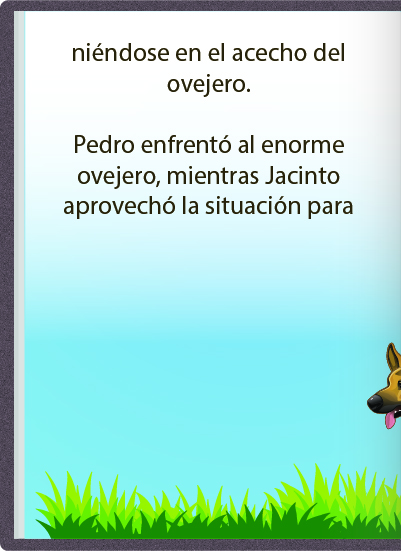 niéndose en el acecho del
ovejero.
Pedro enfrentó al enorme
ovejero, mientras Jacinto
aprovechó la situación para